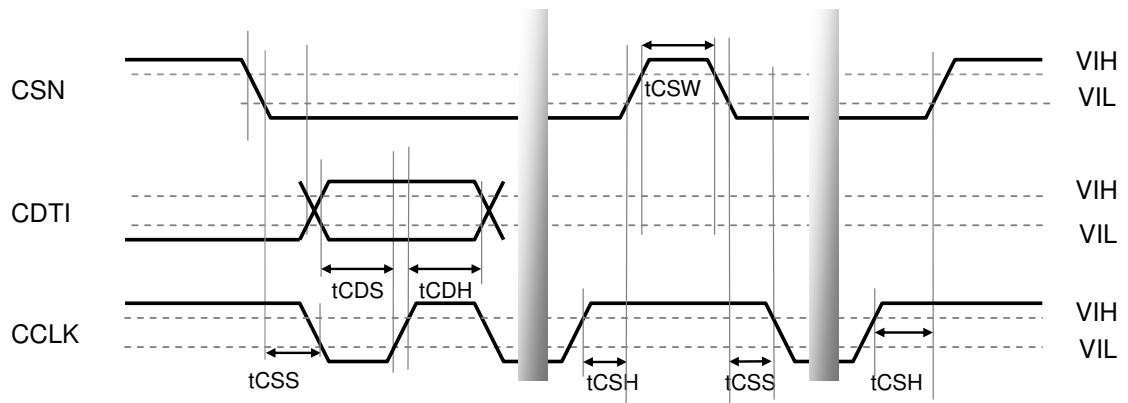 VIH
CSN
tCSW
VIL
VIH
CDTI
VIL
tCDS
tCDH
VIH
CCLK
VIL
tCSS
tCSH
tCSS
tCSH